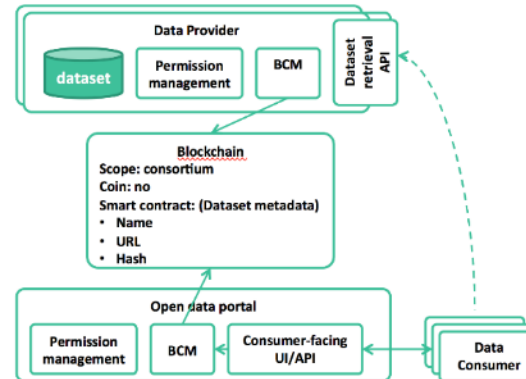 Data Provider
dataset
Permission
management
BCM
Dataset
retrieval
API
Blockchain
Scope: consortium
Coin: no
Smart contract: (Dataset metadata)
• Name
• URL
• Hash
Open data portal
Permission
management
BCM
Consumer-facing
UI/API
Data
Consumer